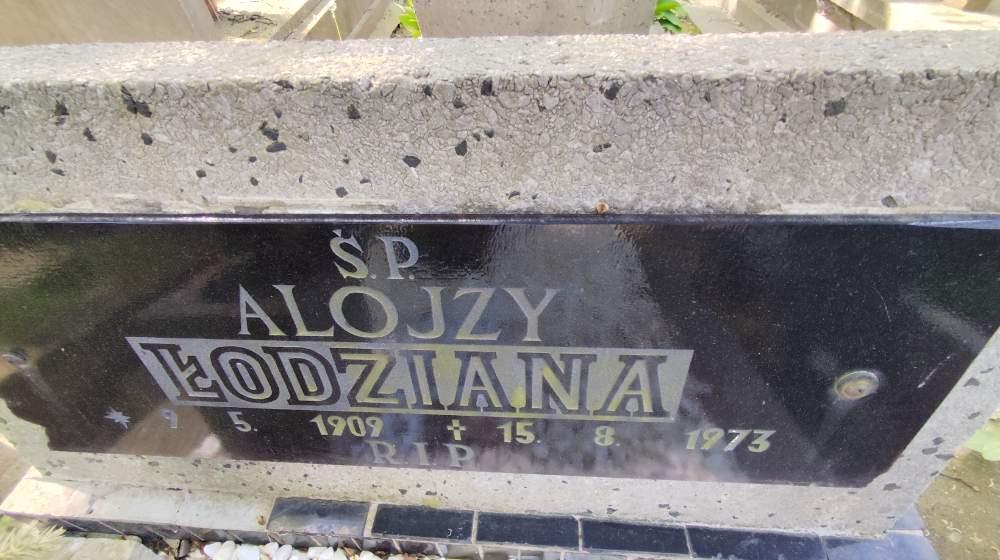 Š.P.
ALOJZY
ŁODZIANA
* 9. 5. 1909 ✝ 15. 8. 1973
R.I.P.